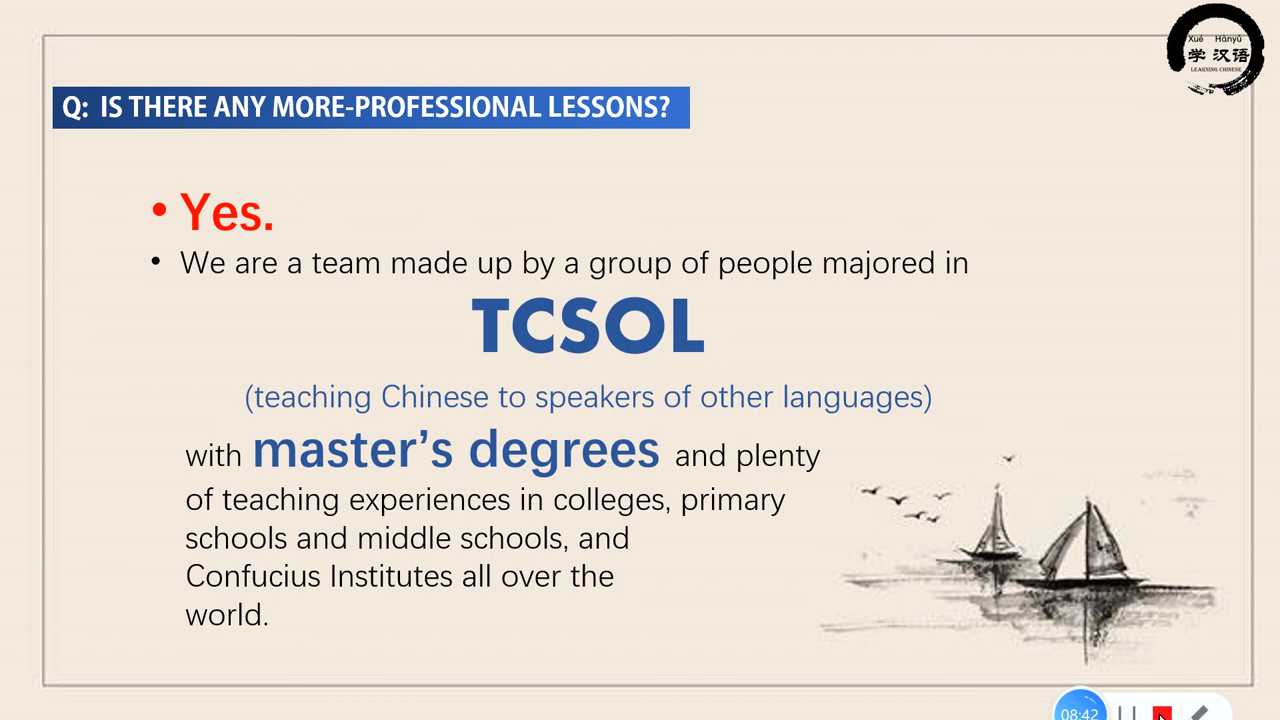 Xué Hànyǔ
学 汉语
LEARNING CHINESE
Q: IS THERE ANY MORE-PROFESSIONAL LESSONS?
• Yes.
• We are a team made up by a group of people majored in
TCSOL
(teaching Chinese to speakers of other languages)
with master’s degrees and plenty
of teaching experiences in colleges, primary
schools and middle schools, and
Confucius Institutes all over the
world.
08:42